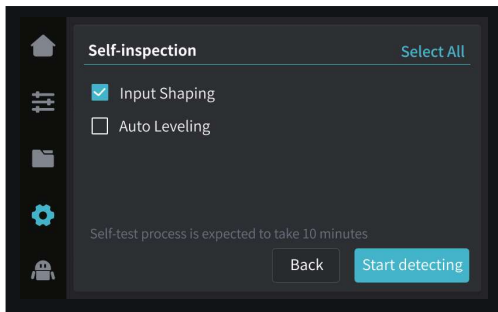 Self-inspection Select All
Input Shaping
Auto Leveling
Self-test process is expected to take 10 minutes
Back Start detecting